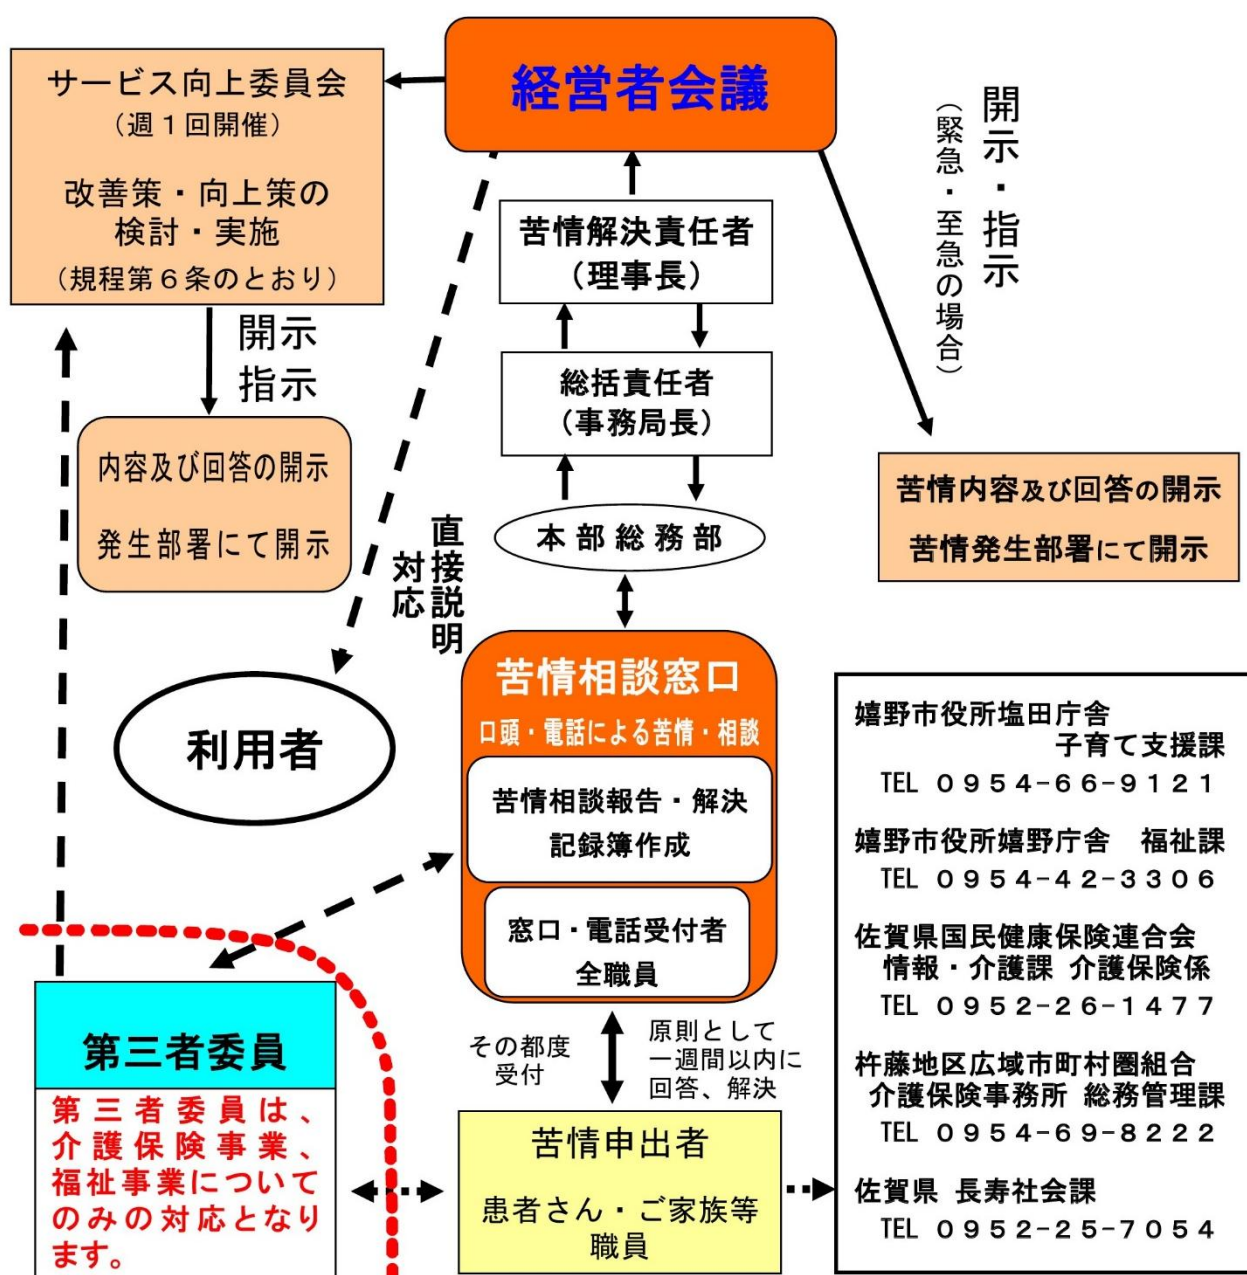 経営者会議
サービス向上委員会
（週１回開催）
改善策・向上策の
検討・実施
（規程第６条のとおり）
開示・指示
（緊急・至急の場合）
苦情解決責任者
（理事長）
開示
指示
総括責任者
（事務局長）
内容及び回答の開示
発生部署にて開示
苦情内容及び回答の開示
苦情発生部署にて開示
本部総務部
直接説明
対応
利用者
苦情相談窓口
口頭・電話による苦情・相談
苦情相談報告・解決
記録簿作成
窓口・電話受付者
全職員
嬉野市役所塩田庁舎
子育て支援課
TEL ０９５４-６６-９１２１
嬉野市役所嬉野庁舎　福祉課
TEL ０９５４-４２-３３０６
佐賀県国民健康保険連合会
情報・介護課 介護保険係
TEL ０９５２-２６-１４７７
杵藤地区広域市町村圏組合
介護保険事務所 総務管理課
TEL ０９５４-６９-８２２２
佐賀県 長寿社会課
TEL ０９５２-２５-７０５４
その都度
受付
原則として
一週間以内に
回答、解決
第三者委員
第三者委員は、
介護保険事業、
福祉事業について
のみの対応となり
ます。
苦情申出者
患者さん・ご家族等
職員